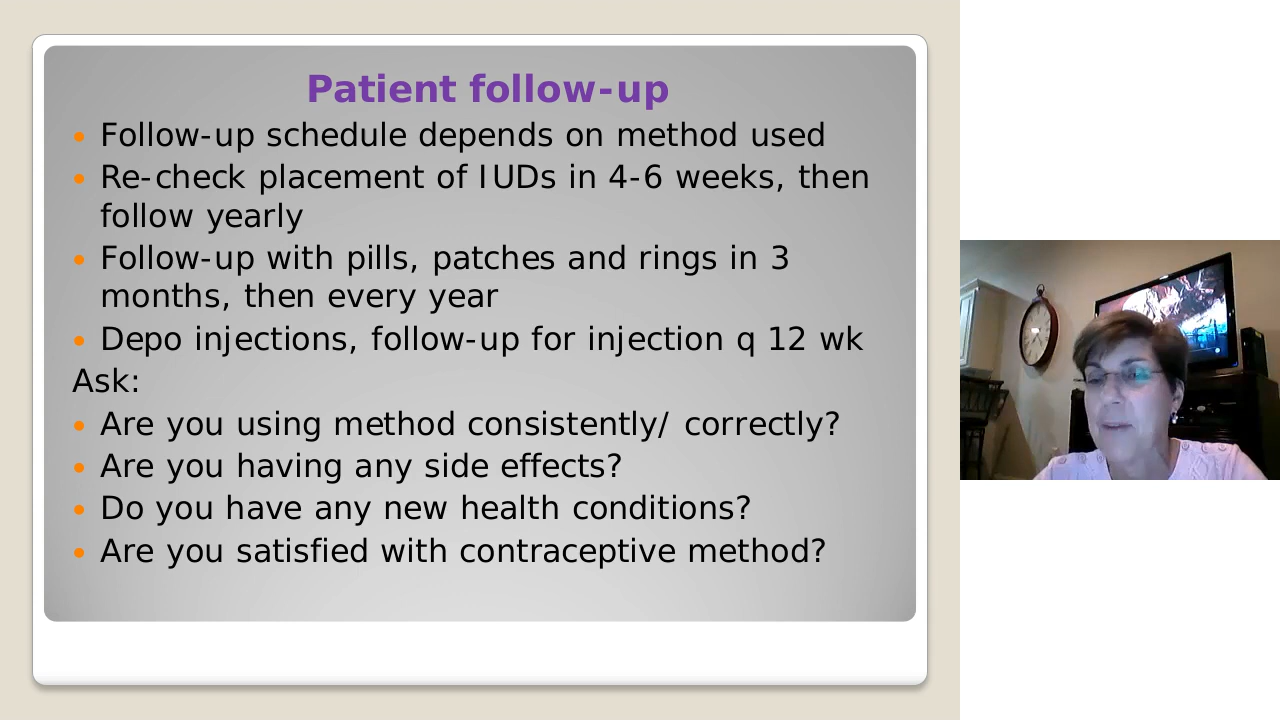 Patient follow-up
• Follow-up schedule depends on method used
• Re-check placement of IUDs in 4-6 weeks, then
follow yearly
• Follow-up with pills, patches and rings in 3
months, then every year
• Depo injections, follow-up for injection q 12 wk
Ask:
• Are you using method consistently/ correctly?
• Are you having any side effects?
• Do you have any new health conditions?
• Are you satisfied with contraceptive method?